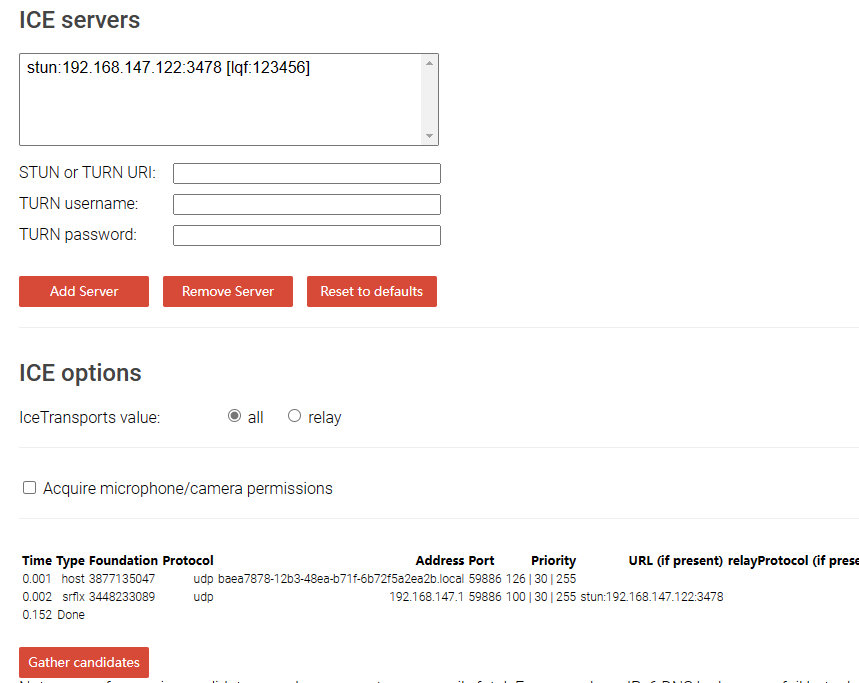 ICE servers
stun:192.168.147.122:3478 [lqf:123456]
STUN or TURN URI:
TURN username:
TURN password:
Add Server Remove Server Reset to defaults
ICE options
IceTransports value: all relay
Acquire microphone/camera permissions
Time Type Foundation Protocol Address Port Priority URL (if present) relayProtocol (if prese
0.001 host 3877135047 udp baea7878-12b3-48ea-b71f-6b72f5a2ea2b.local 59886 126 | 30 | 255
0.002 srflx 3448233089 udp 192.168.147.1 59886 100 | 30 | 255 stun:192.168.147.122:3478
0.152 Done
Gather candidates